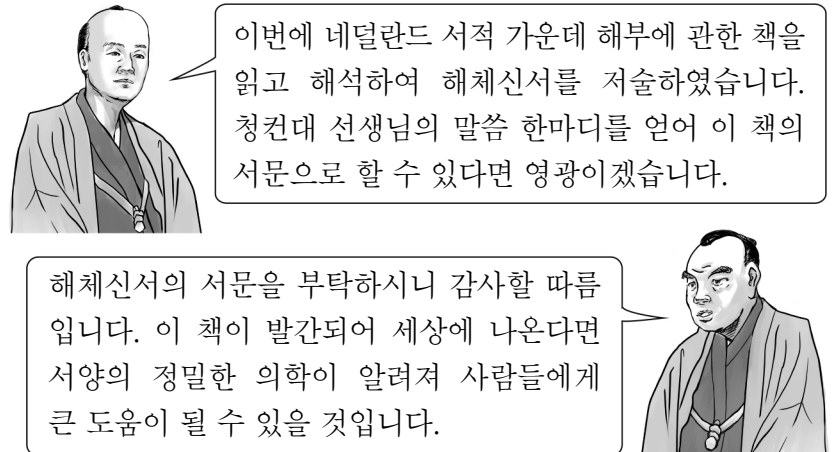 이번에 네덜란드 서적 가운데 해부에 관한 책을
읽고 해석하여 해체신서를 저술하였습니다.
청컨대 선생님의 말씀 한마디를 얻어 이 책의
서문으로 할 수 있다면 영광이겠습니다.
해체신서의 서문을 부탁하시니 감사할 따름
입니다. 이 책이 발간되어 세상에 나온다면
서양의 정밀한 의학이 알려져 사람들에게
큰 도움이 될 수 있을 것입니다.